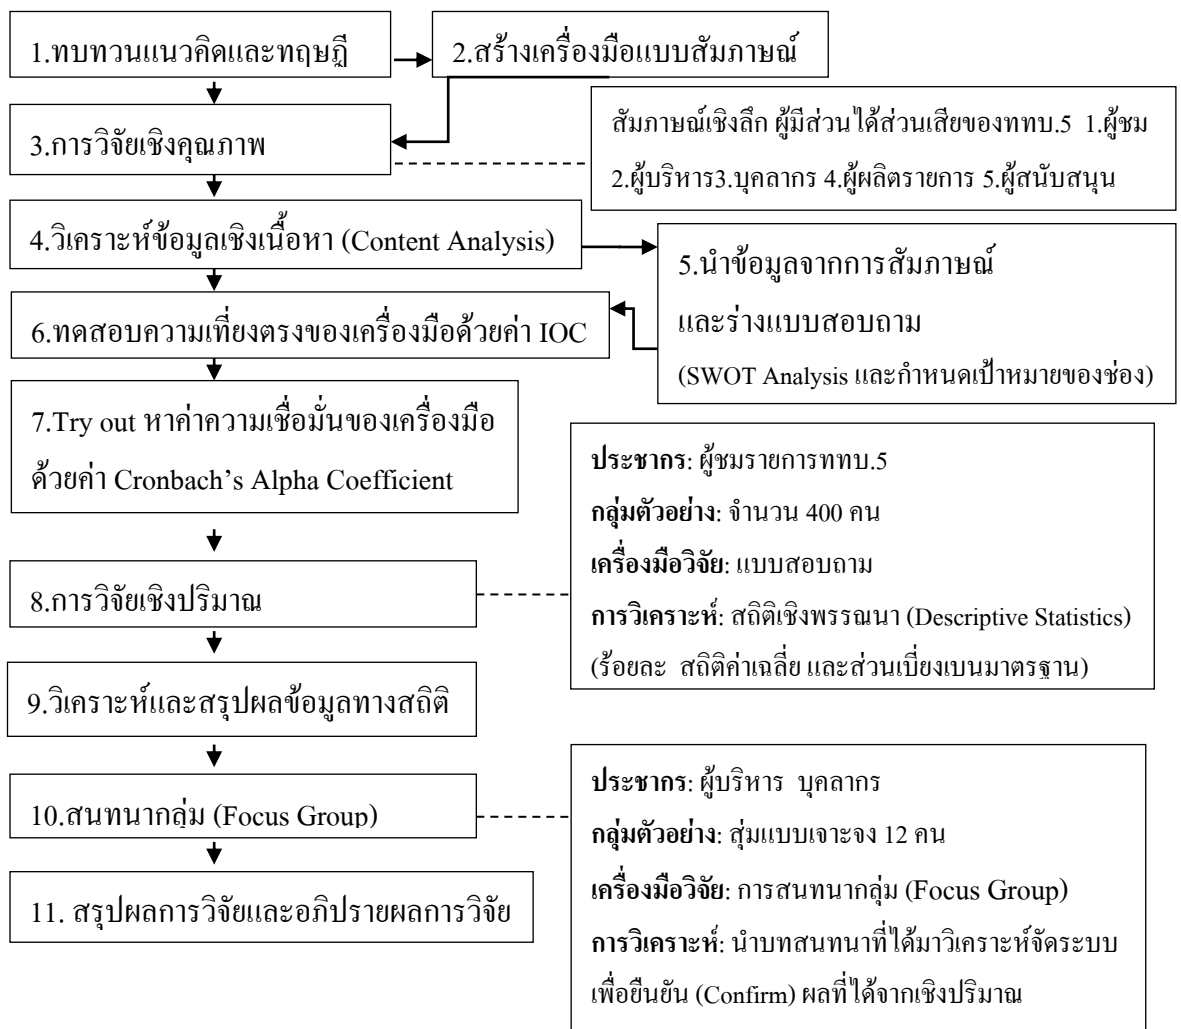 1.ทบทวนแนวคิดและทฤษฎี
2.สร้างเครื่องมือแบบสัมภาษณ์
3.การวิจัยเชิงคุณภาพ
สัมภาษณ์เชิงลึก ผู้มีส่วนได้ส่วนเสียของททบ.5 1.ผู้ชม
2.ผู้บริหาร3.บุคลากร 4.ผู้ผลิตรายการ 5.ผู้สนับสนุน
4.วิเคราะห์ข้อมูลเชิงเนื้อหา (Content Analysis)
5.นำข้อมูลจากการสัมภาษณ์
และร่างแบบสอบถาม
(SWOT Analysis และกำหนดเป้าหมายของช่อง)
6.ทดสอบความเที่ยงตรงของเครื่องมือด้วยค่า IOC
7.Try out หาค่าความเชื่อมั่นของเครื่องมือ
ด้วยค่า Cronbach’s Alpha Coefficient
8.การวิจัยเชิงปริมาณ
ประชากร: ผู้ชมรายการททบ.5
กลุ่มตัวอย่าง: จำนวน 400 คน
เครื่องมือวิจัย: แบบสอบถาม
การวิเคราะห์: สถิติเชิงพรรณนา (Descriptive Statistics)
(ร้อยละ สถิติค่าเฉลี่ย และส่วนเบี่ยงเบนมาตรฐาน)
9.วิเคราะห์และสรุปผลข้อมูลทางสถิติ
10.สนทนากลุ่ม (Focus Group)
ประชากร: ผู้บริหาร บุคลากร
กลุ่มตัวอย่าง: สุ่มแบบเจาะจง 12 คน
เครื่องมือวิจัย: การสนทนากลุ่ม (Focus Group)
การวิเคราะห์: นำบทสนทนาที่ได้มาวิเคราะห์จัดระบบ
เพื่อยืนยัน (Confirm) ผลที่ได้จากเชิงปริมาณ
11. สรุปผลการวิจัยและอภิปรายผลการวิจัย